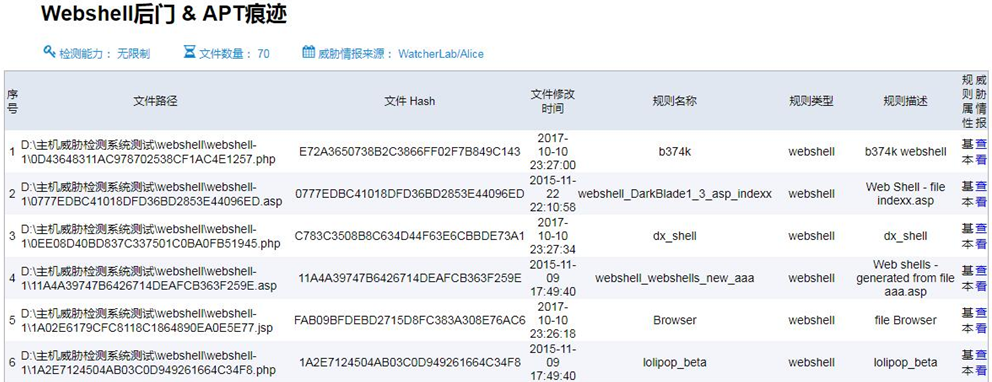 Webshell后门 & APT痕迹
检测能力： 无限制 文件数量： 70 威胁情报来源： WatcherLab/Alice
序号 文件路径 文件 Hash 文件修改时间 规则名称 规则类型 规则描述 规则属性 威胁情报
1 D:\主机威胁检测系统测试\webshell\webshell-1\0D43648311AC978702538CF1AC4E1257.php E72A3650738B2C3866FF02F7B849C143 2017-10-10 23:27:00 b374k webshell b374k webshell 基本 查看
2 D:\主机威胁检测系统测试\webshell\webshell-1\0777EDBC41018DFD36BD2853E44096ED.asp 0777EDBC41018DFD36BD2853E44096ED 2015-11-22 22:10:58 webshell_DarkBlade1_3_asp_indexx webshell Web Shell - file indexx.asp 基本 查看
3 D:\主机威胁检测系统测试\webshell\webshell-1\0EE08D40BD837C337501C0BA0FB51945.php C783C3508B8C634D44F63E6CBBDE73A1 2017-10-10 23:27:34 dx_shell webshell dx_shell 基本 查看
4 D:\主机威胁检测系统测试\webshell\webshell-1\11A4A39747B6426714DEAFCB363F259E.asp 11A4A39747B6426714DEAFCB363F259E 2015-11-09 17:49:40 webshell_webshells_new_aaa webshell Web shells - generated from file aaa.asp 基本 查看
5 D:\主机威胁检测系统测试\webshell\webshell-1\1A02E6179CFC8118C1864890EA0E5E77.jsp FAB09BFDEBD2715D8FC383A308E76AC6 2017-10-10 23:26:18 Browser webshell file Browser 基本 查看
6 D:\主机威胁检测系统测试\webshell\webshell-1\1A2E7124504AB03C0D949261664C34F8.php 1A2E7124504AB03C0D949261664C34F8 2015-11-09 17:49:40 lolipop_beta webshell lolipop_beta 基本 查看